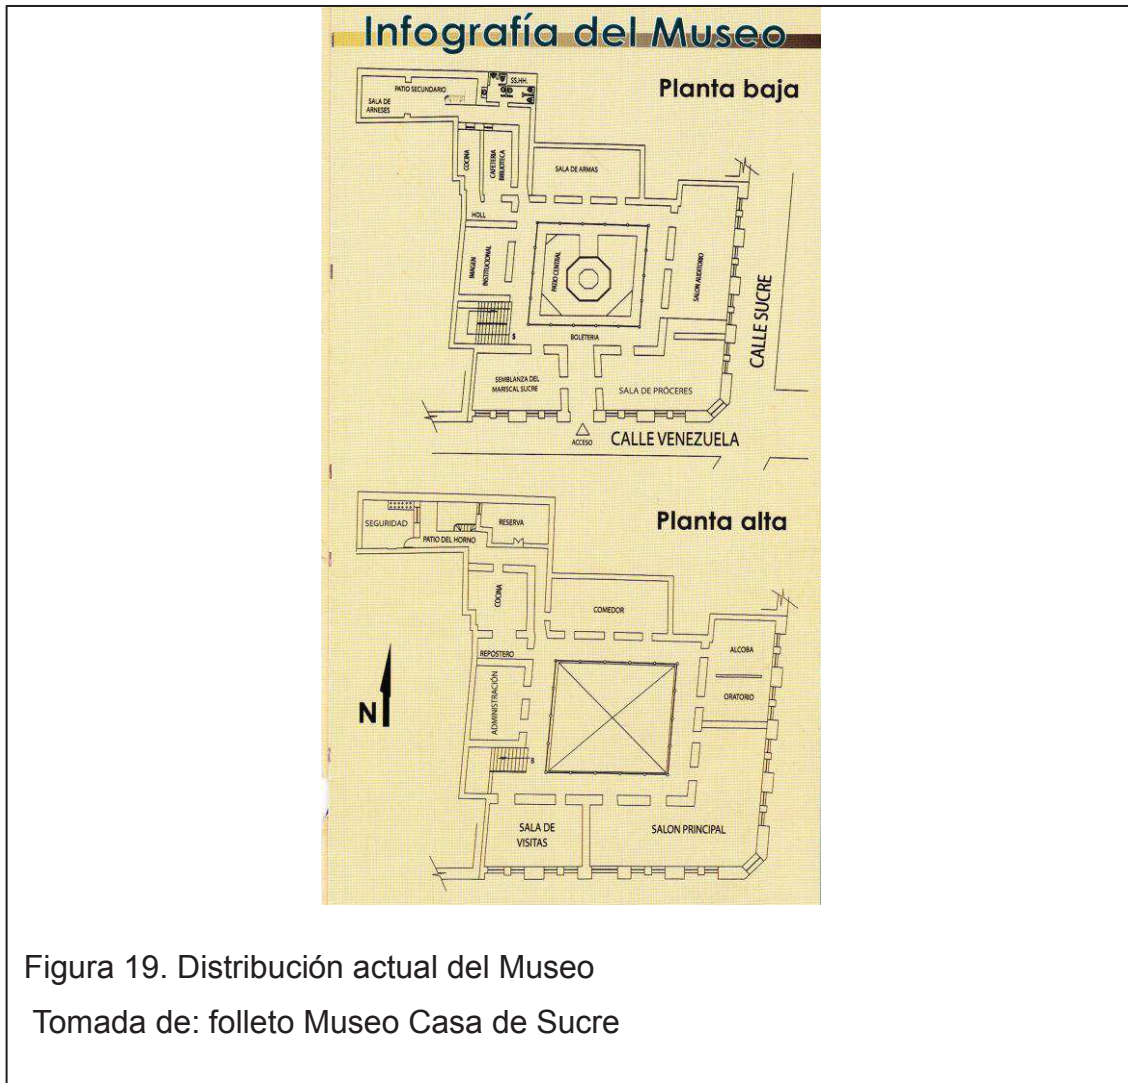 Infografía del Museo
Planta baja
SS.HH.
PATIO SECUNDARIO
SALA DE
ARNESES
COCINA
CAFETERIA
BIBLIOTECA
SALA DE ARMAS
HOLL
IMAGEN
INSTITUCIONAL
PATIO CENTRAL
SALON AUDITORIO
CALLE SUCRE
S
BOLETERIA
SEMBLANZA DEL
MARISCAL SUCRE
SALA DE PRÓCERES
ACCESO
CALLE VENEZUELA
Planta alta
SEGURIDAD
RESERVA
PATIO DEL HORNO
COCINA
COMEDOR
REPOSTERO
ALCOBA
ADMINISTRACIÓN
ORATORIO
N
SALA DE
VISITAS
SALON PRINCIPAL
Figura 19. Distribución actual del Museo
Tomada de: folleto Museo Casa de Sucre